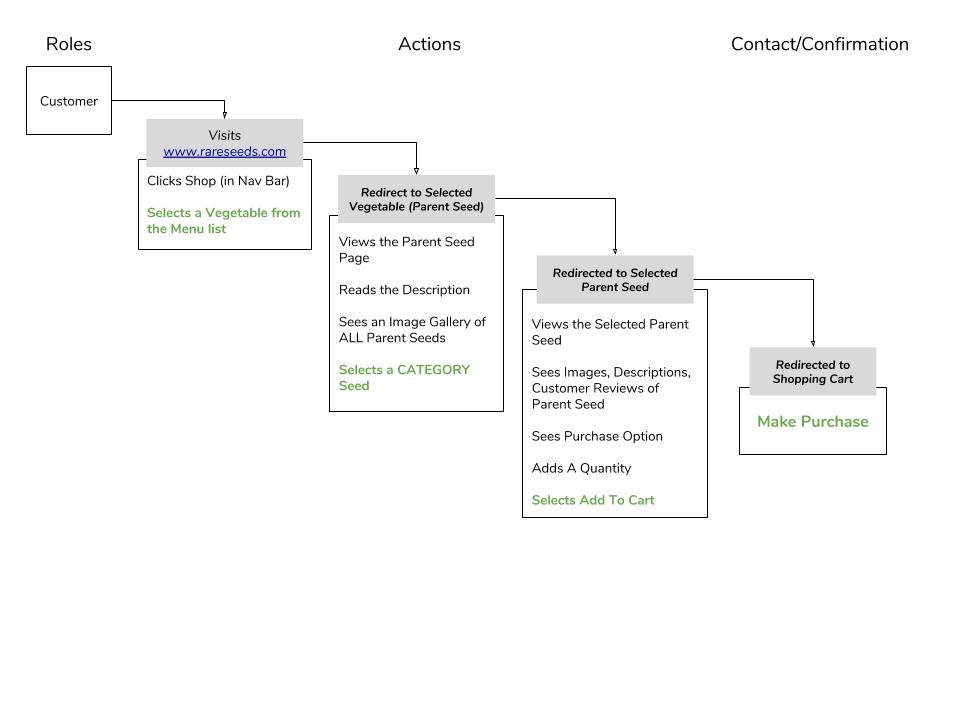 Roles
Actions
Contact/Confirmation
Customer
Visits
www.rareseeds.com
Clicks Shop (in Nav Bar)
Selects a Vegetable from
the Menu list
Redirect to Selected
Vegetable (Parent Seed)
Views the Parent Seed
Page
Reads the Description
Sees an Image Gallery of
ALL Parent Seeds
Selects a CATEGORY
Seed
Redirected to Selected
Parent Seed
Views the Selected Parent
Seed
Sees Images, Descriptions,
Customer Reviews of
Parent Seed
Sees Purchase Option
Adds A Quantity
Selects Add To Cart
Redirected to
Shopping Cart
Make Purchase